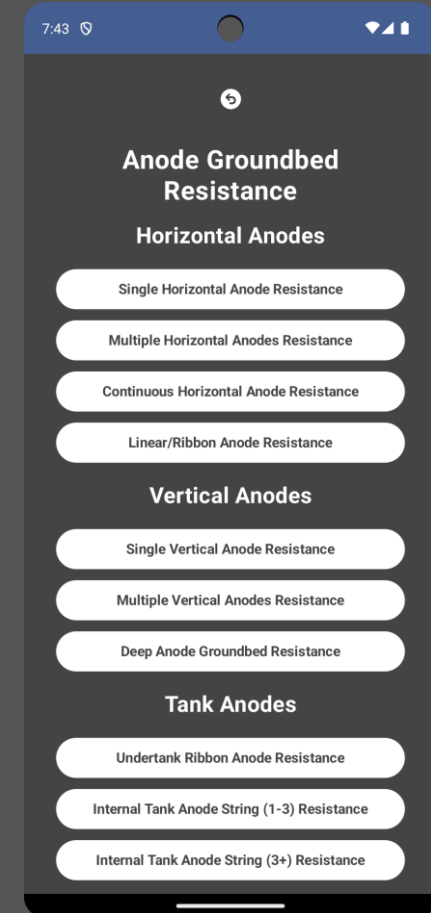 7:43
Anode Groundbed
Resistance
Horizontal Anodes
Single Horizontal Anode Resistance
Multiple Horizontal Anodes Resistance
Continuous Horizontal Anode Resistance
Linear/Ribbon Anode Resistance
Vertical Anodes
Single Vertical Anode Resistance
Multiple Vertical Anodes Resistance
Deep Anode Groundbed Resistance
Tank Anodes
Undertank Ribbon Anode Resistance
Internal Tank Anode String (1-3) Resistance
Internal Tank Anode String (3+) Resistance